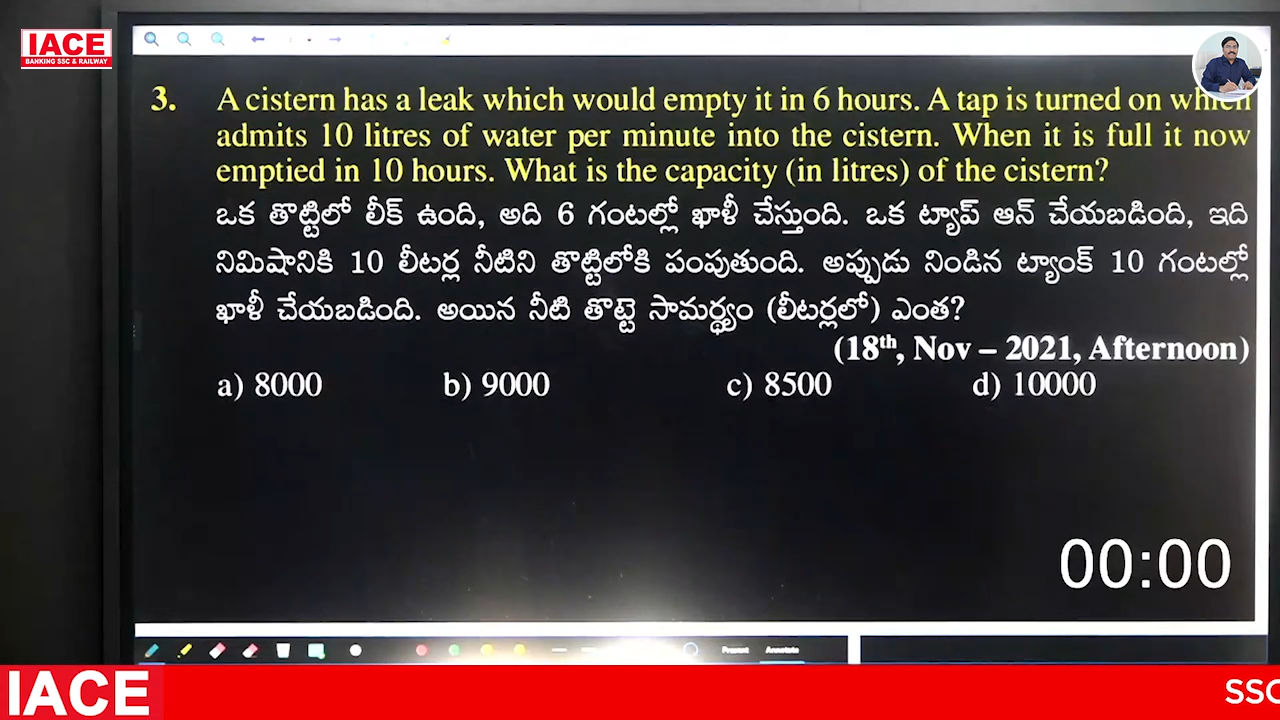 IACE
BANKING SSC & RAILWAY
3. A cistern has a leak which would empty it in 6 hours. A tap is turned on which
admits 10 litres of water per minute into the cistern. When it is full it now
emptied in 10 hours. What is the capacity (in litres) of the cistern?
ఒక తొట్టిలో లీక్ ఉంది, అది 6 గంటల్లో ఖాళీ చేస్తుంది. ఒక ట్యాప్ ఆన్ చేయబడింది, ఇది
నిమిషానికి 10 లీటర్ల నీటిని తొట్టిలోకి పంపుతుంది. అప్పుడు నిండిన ట్యాంక్ 10 గంటల్లో
ఖాళీ చేయబడింది. అయిన నీటి తొట్టె సామర్థ్యం (లీటర్లలో) ఎంత?
(18th, Nov – 2021, Afternoon)
a) 8000 b) 9000 c) 8500 d) 10000
00:00
Present Annotate
IACE SSC